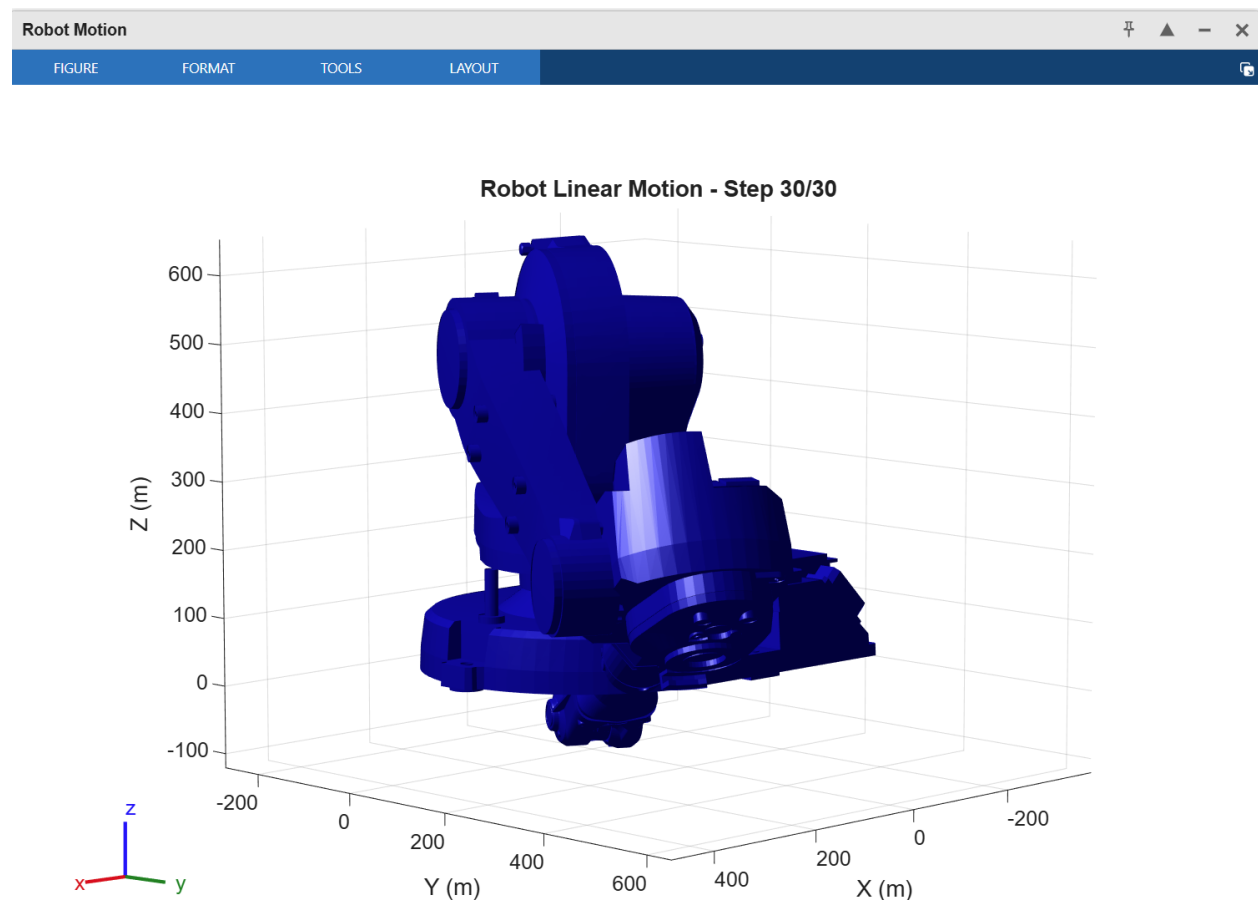 Robot Motion
FIGURE FORMAT TOOLS LAYOUT
Robot Linear Motion - Step 30/30
600
500
400
300
200
100
0
-100
Z (m)
-200
0
200
400
600
Y (m)
400
200
0
-200
X (m)
z
x
y